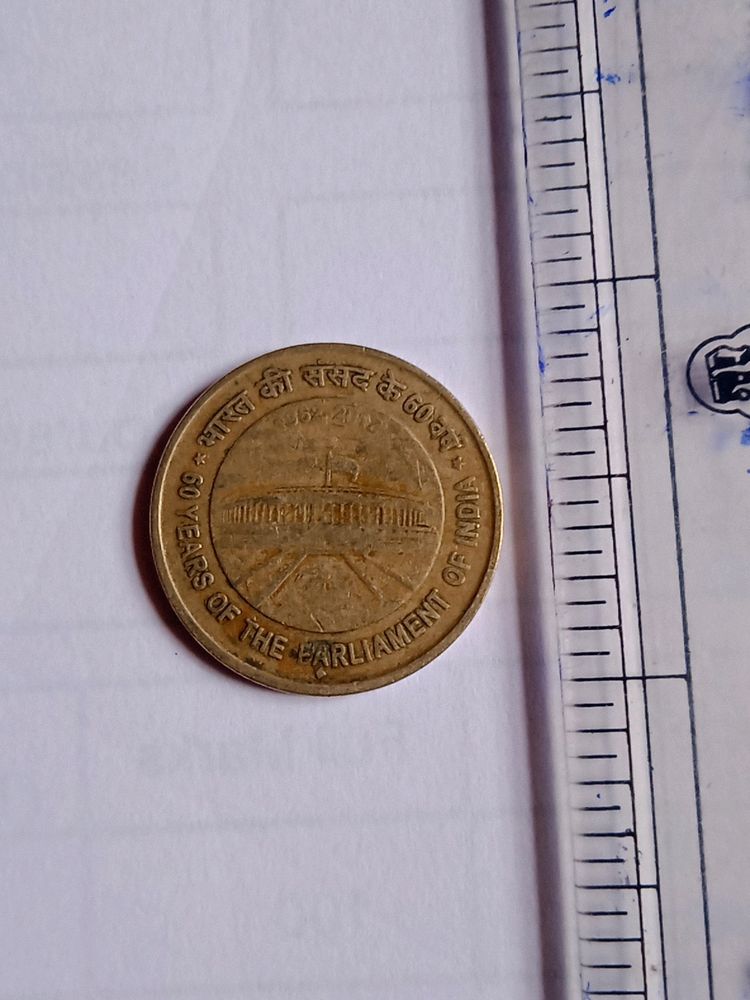 भारत की संसद के 60 वर्ष
60 YEARS OF THE PARLIAMENT OF INDIA